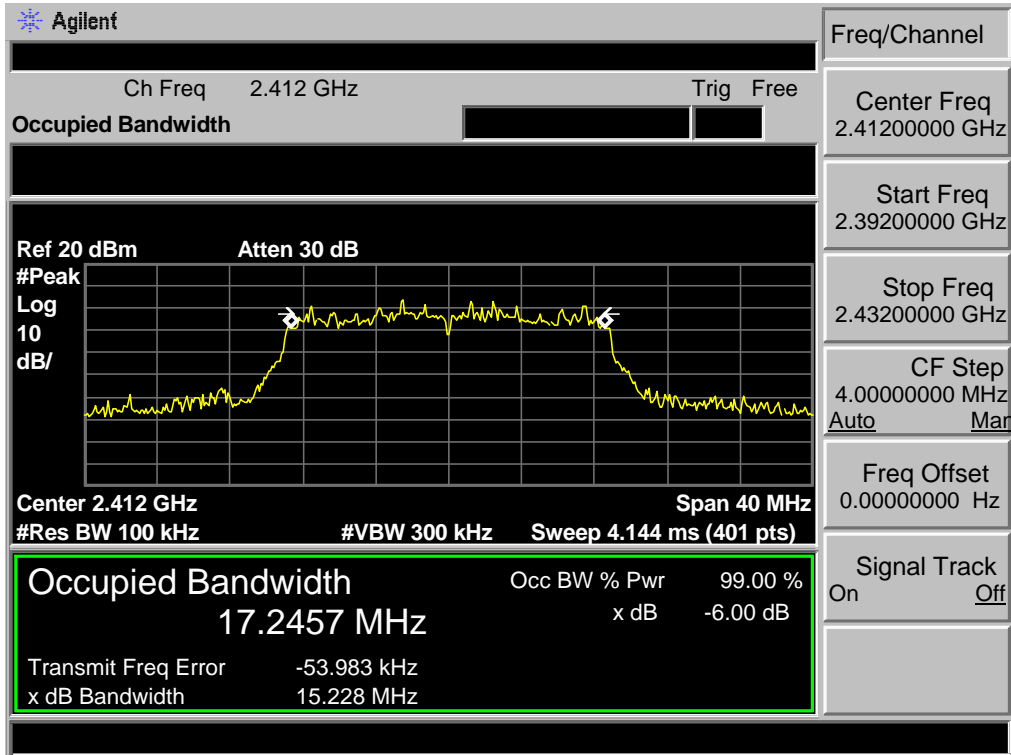 Agilent
Freq/Channel
Ch Freq 2.412 GHz Trig Free
Occupied Bandwidth
Center Freq
2.41200000 GHz
Start Freq
2.39200000 GHz
Ref 20 dBm Atten 30 dB
#Peak
Log
10
dB/
Stop Freq
2.43200000 GHz
CF Step
4.00000000 MHz
Auto Man
Freq Offset
0.00000000 Hz
Center 2.412 GHz Span 40 MHz
#Res BW 100 kHz #VBW 300 kHz Sweep 4.144 ms (401 pts)
Signal Track
On Off
Occupied Bandwidth
17.2457 MHz
Occ BW % Pwr 99.00 %
x dB -6.00 dB
Transmit Freq Error -53.983 kHz
x dB Bandwidth 15.228 MHz